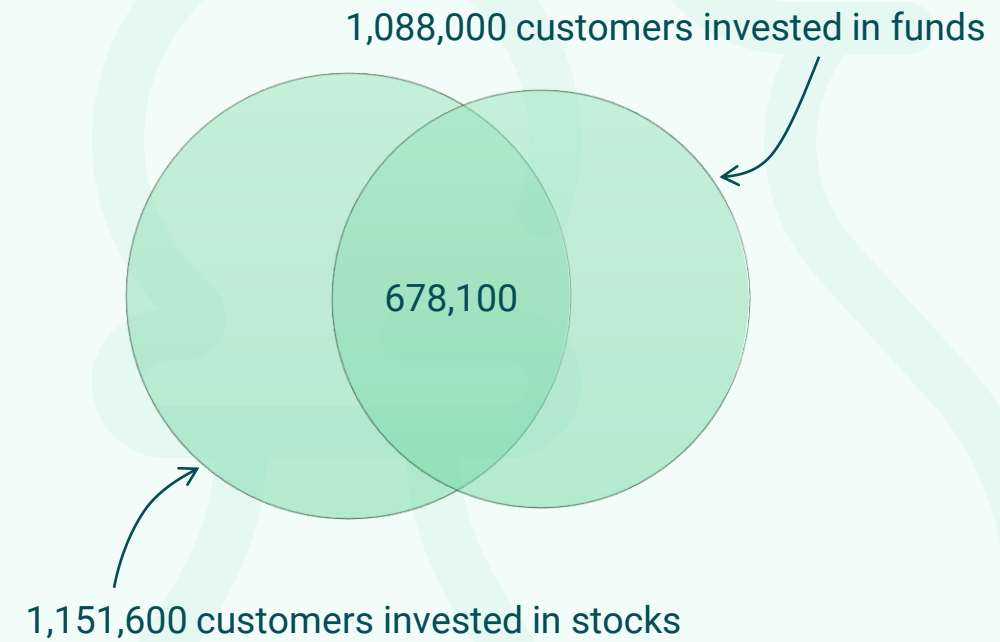 1,088,000 customers invested in funds
678,100
1,151,600 customers invested in stocks